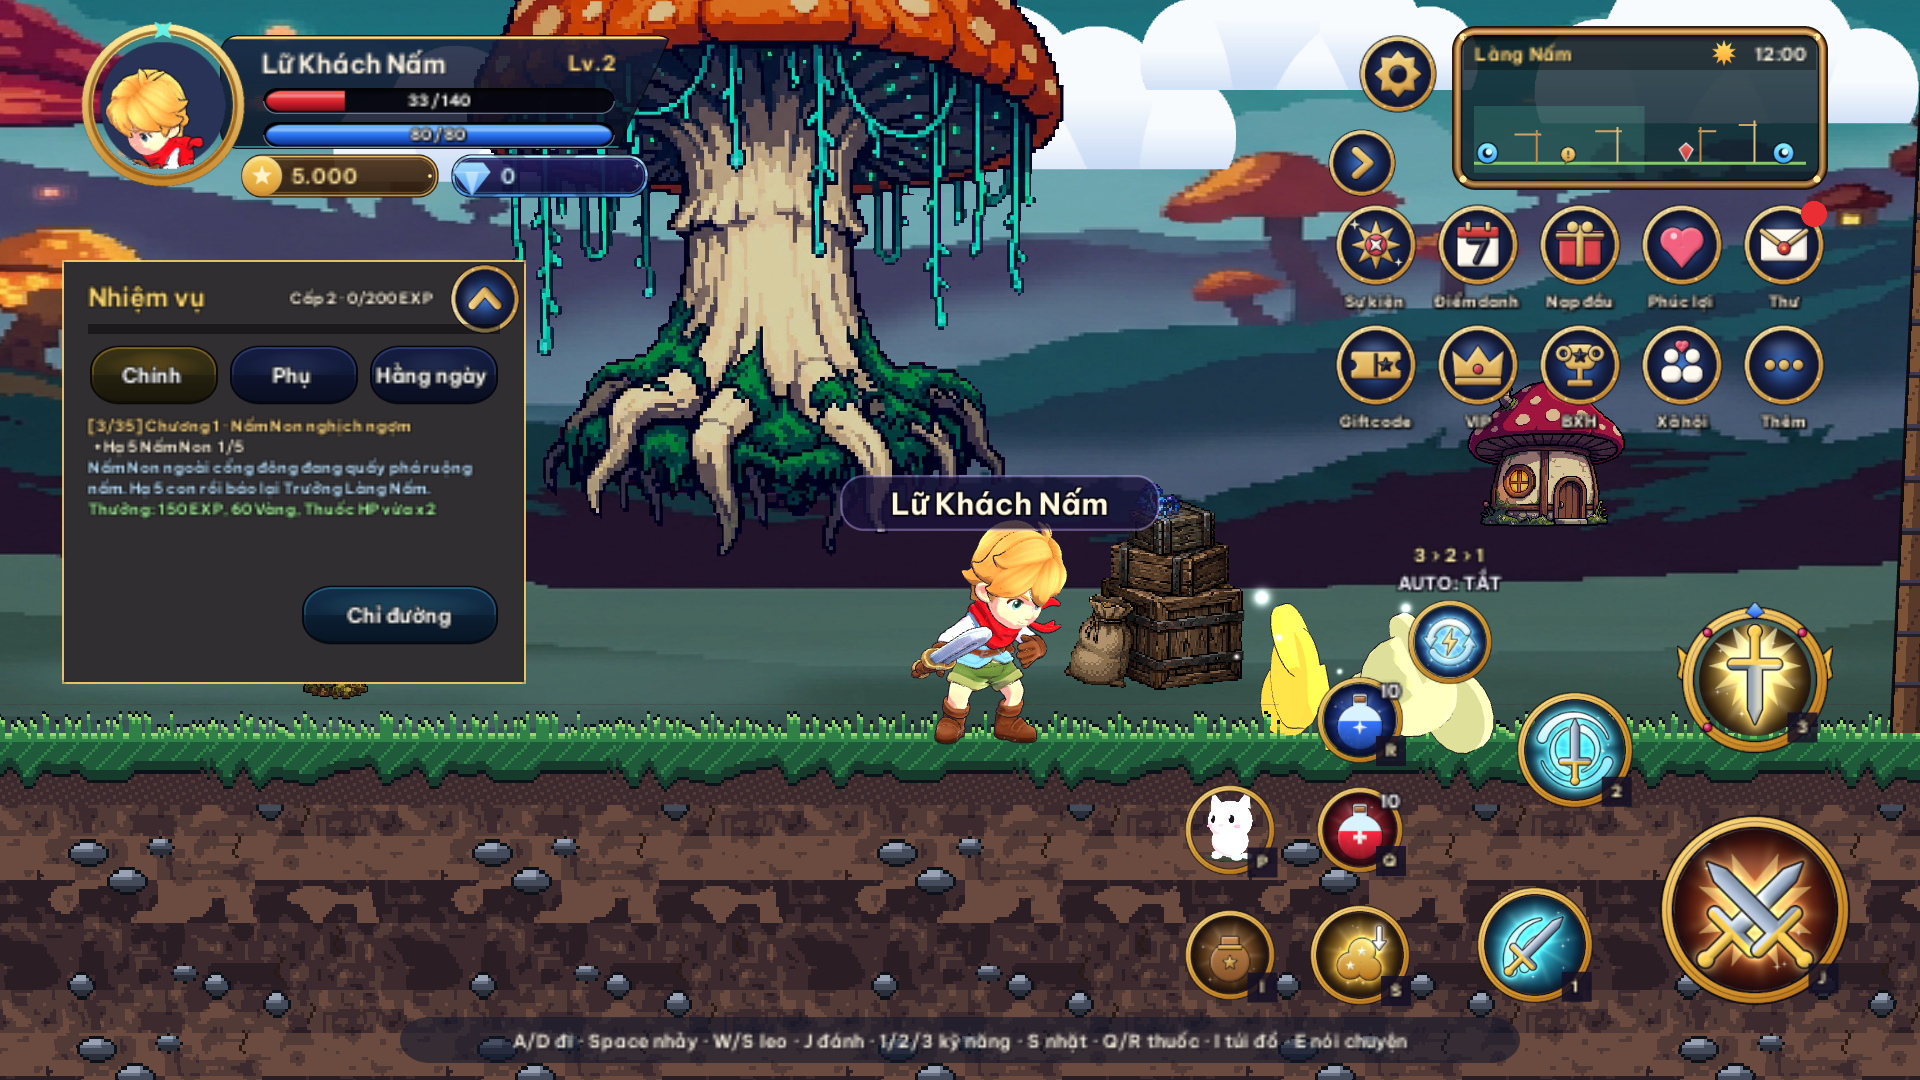 Lữ Khách Nấm
Lv.2
33/140
80/80
5.000
0
Làng Nấm
12:00
Sự kiện
Điểm danh
7
Nạp đầu
Phúc lợi
Thư
Giftcode
VIP
BXH
Xã hội
Thêm
Nhiệm vụ
Cấp 2 · 0/200 EXP
Chính
Phụ
Hằng ngày
[3/35] Chương 1 · Nấm Non nghịch ngợm
• Hạ 5 Nấm Non 1/5
Nấm Non ngoài cổng đông đang quấy phá ruộng
nấm. Hạ 5 con rồi báo lại Trưởng Làng Nấm.
Thưởng: 150 EXP, 60 Vàng, Thuốc HP vừa x2
Chỉ đường
Lữ Khách Nấm
3 › 2 › 1
AUTO: TẮT
10
R
3
2
10
Q
P
I
S
1
J
A/D đi · Space nhảy · W/S leo · J đánh · 1/2/3 kỹ năng · S nhặt · Q/R thuốc · I túi đồ · E nói chuyện